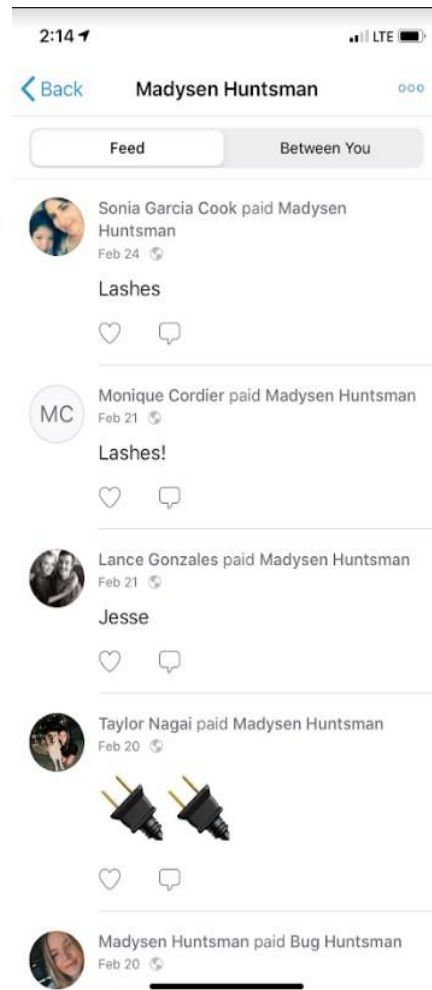 2:14
LTE
Back
Madysen Huntsman
Feed
Between You
Sonia Garcia Cook paid Madysen
Huntsman
Feb 24
Lashes
MC
Monique Cordier paid Madysen Huntsman
Feb 21
Lashes!
Lance Gonzales paid Madysen Huntsman
Feb 21
Jesse
Taylor Nagai paid Madysen Huntsman
Feb 20
Madysen Huntsman paid Bug Huntsman
Feb 20